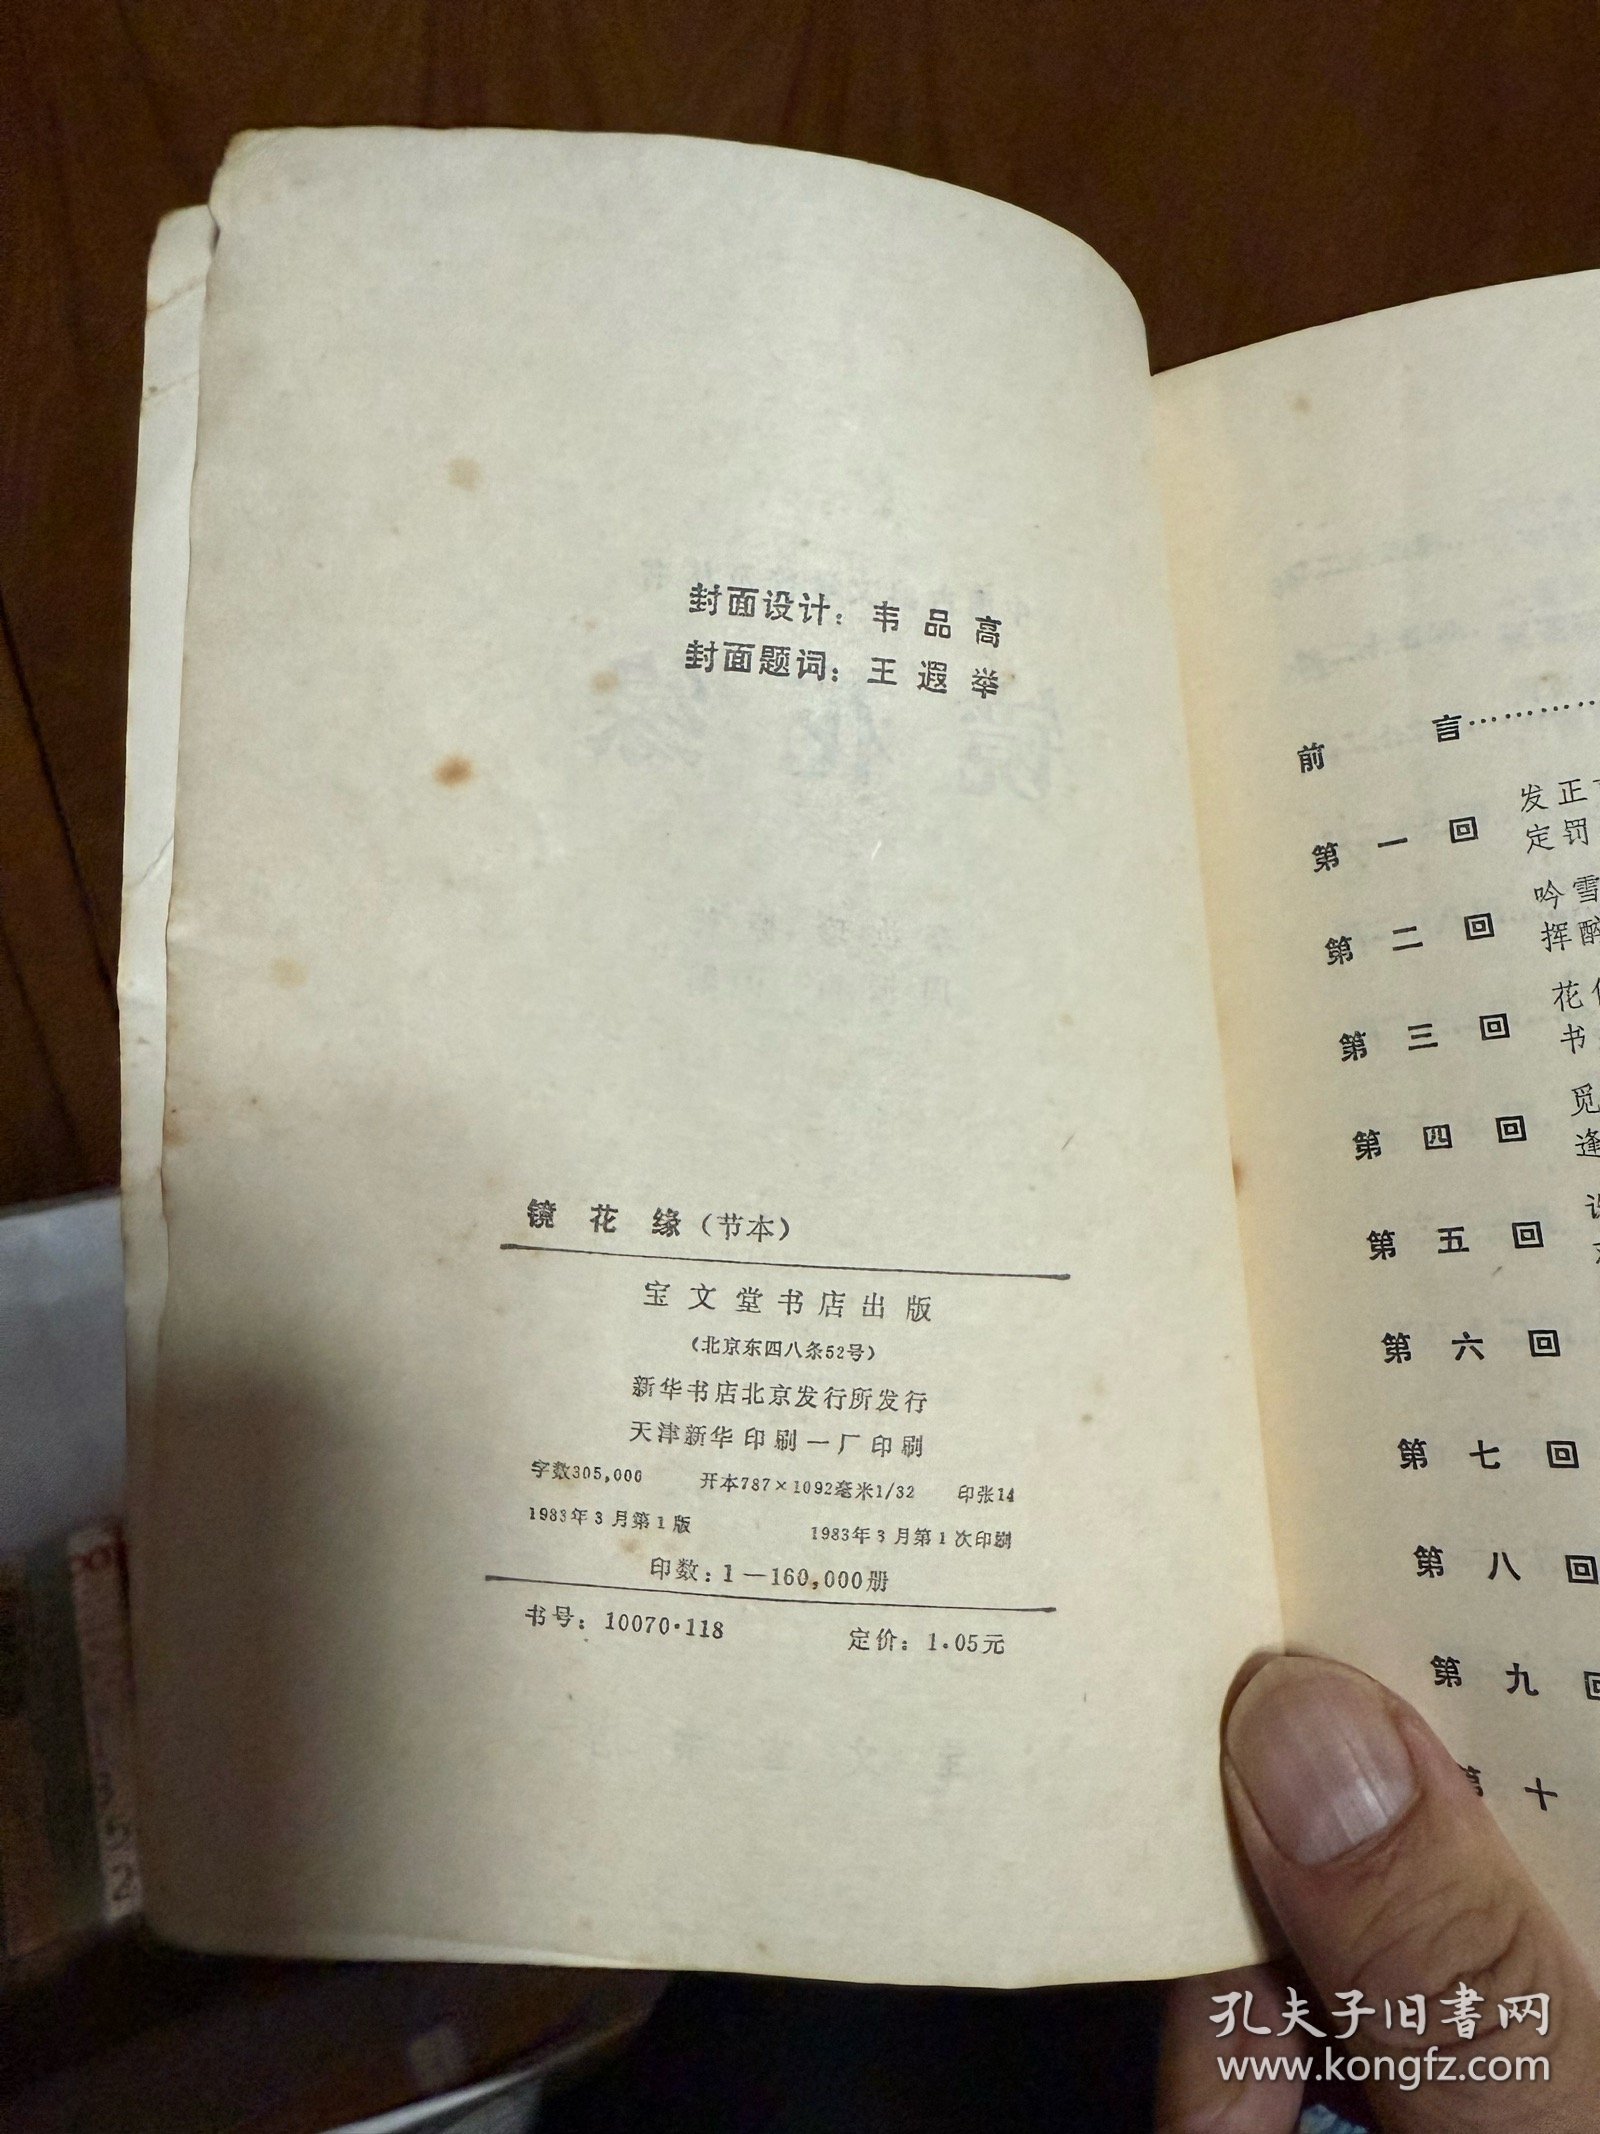 封面设计：韦品高
封面题词：王遐举
镜花缘（节本）
宝文堂书店出版
（北京东四八条52号）
新华书店北京发行所发行
天津新华印刷一厂印刷
字数305,000 开本787×1092毫米1/32 印张14
1983年3月第1版 1983年3月第1次印刷
印数：1—160,000册
书号：10070·118 定价：1.05元
前言…………
第一回 发正
定罚
第二回 吟雪
挥醉
第三回 花
书
第四回 觅
逢
第五回
第六回
第七回
第八回
第九回
第十
孔夫子旧书网
www.kongfz.com